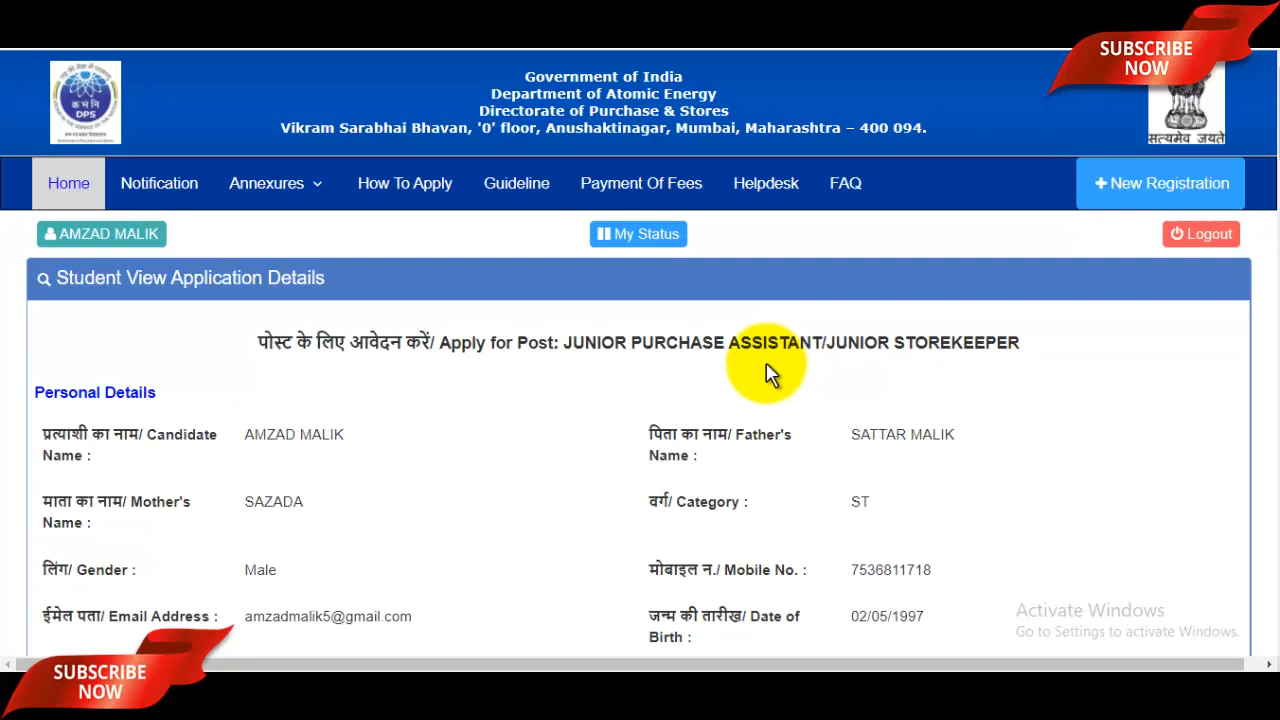 SUBSCRIBE
NOW
Government of India
Department of Atomic Energy
Directorate of Purchase & Stores
Vikram Sarabhai Bhavan, '0' floor, Anushaktinagar, Mumbai, Maharashtra – 400 094.
क्र भ नि
DPS
सत्यमेव जयते
Home Notification Annexures How To Apply Guideline Payment Of Fees Helpdesk FAQ New Registration
AMZAD MALIK My Status Logout
Student View Application Details
पोस्ट के लिए आवेदन करें/ Apply for Post: JUNIOR PURCHASE ASSISTANT/JUNIOR STOREKEEPER
Personal Details
प्रत्याशी का नाम/ Candidate Name : AMZAD MALIK पिता का नाम/ Father's Name : SATTAR MALIK
माता का नाम/ Mother's Name : SAZADA वर्ग/ Category : ST
लिंग/ Gender : Male मोबाइल न./ Mobile No. : 7536811718
ईमेल पता/ Email Address : amzadmalik5@gmail.com जन्म की तारीख/ Date of Birth : 02/05/1997
Activate Windows
Go to Settings to activate Windows.
SUBSCRIBE
NOW